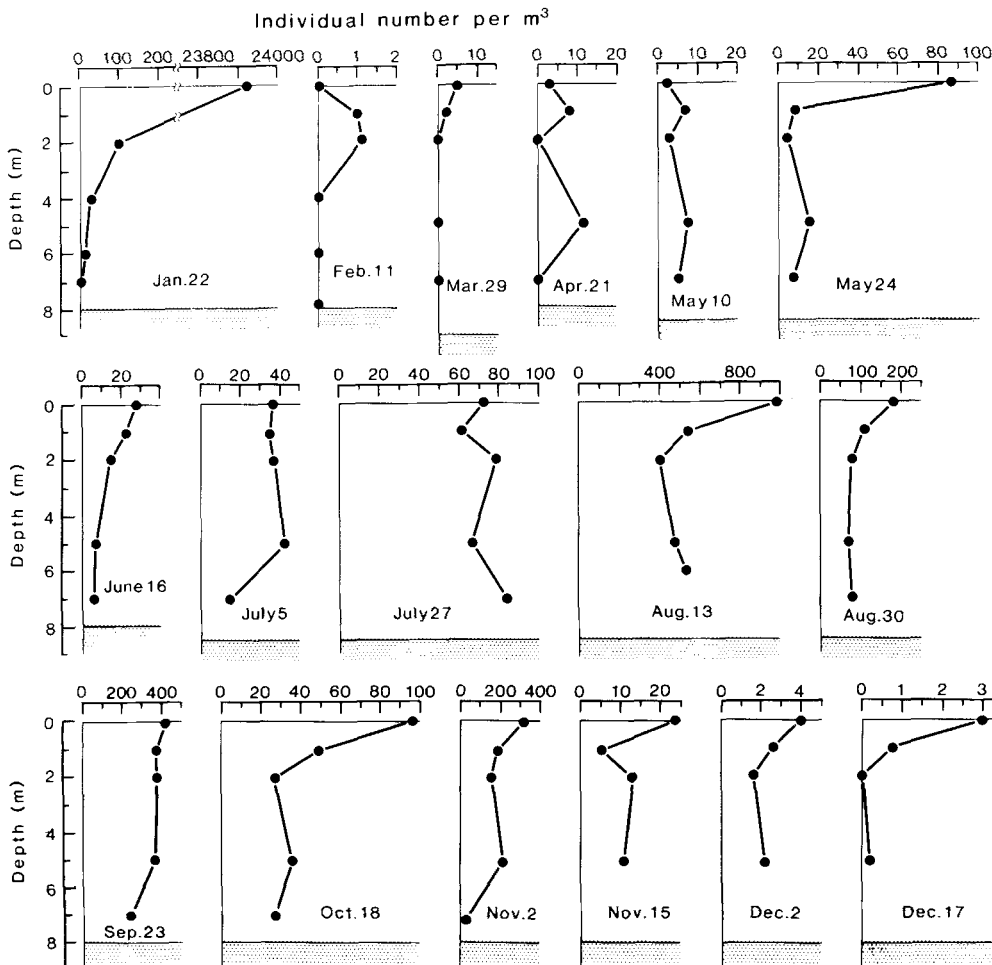 Individual number per m³
0 100 200 23800 24000 0 1 2 0 10 0 10 20 0 10 20 0 20 40 60 80 100
Depth (m)
0
2
4
6
8
Jan.22 Feb.11 Mar.29 Apr.21 May10 May24
0 20 0 20 40 0 20 40 60 80 100 0 400 800 0 100 200
Depth (m)
0
2
4
6
8
June16 July5 July27 Aug.13 Aug.30
0 200 400 0 20 40 60 80 100 0 200 400 0 10 20 0 2 4 0 1 2 3
Depth (m)
0
2
4
6
8
Sep.23 Oct.18 Nov.2 Nov.15 Dec.2 Dec.17